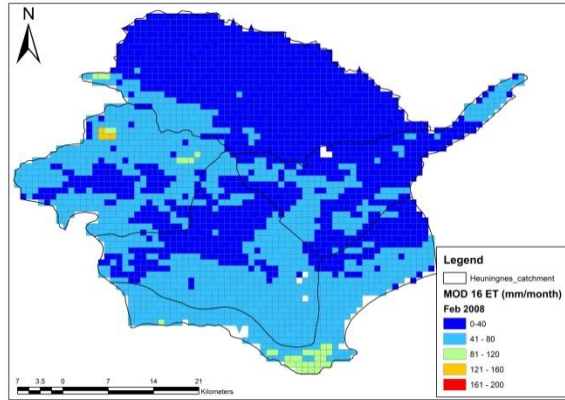 N
Legend
Heuningnes_catchment
MOD 16 ET (mm/month)
Feb 2008
0-40
41 - 80
81 - 120
121 - 160
161 - 200
7 3.5 0 7 14 21
Kilometers